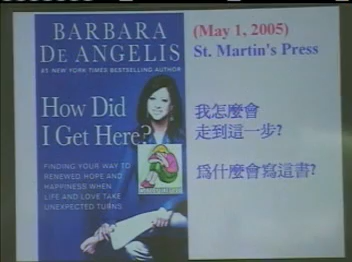 BARBARA
DE ANGELIS
#1 NEW YORK TIMES BESTSELLING AUTHOR
How Did
I Get Here?
FINDING YOUR WAY TO
RENEWED HOPE AND
HAPPINESS WHEN
LIFE AND LOVE TAKE
UNEXPECTED TURNS
(May 1, 2005)
St. Martin's Press
我怎麼會
走到這一步?
爲什麼會寫這書?